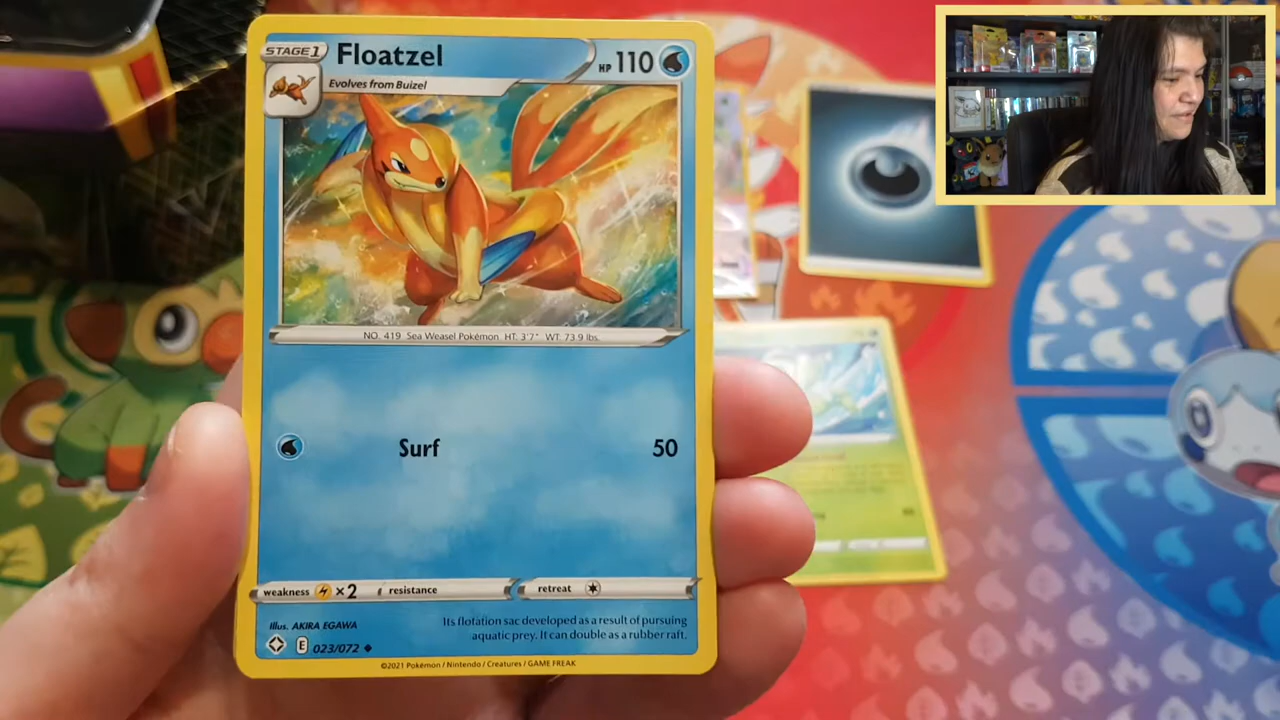 STAGE 1
Floatzel
HP 110
Evolves from Buizel
NO. 419 Sea Weasel Pokémon HT: 3'7" WT: 73.9 lbs.
Surf 50
weakness ×2 resistance retreat
Illus. AKIRA EGAWA
Its flotation sac developed as a result of pursuing
aquatic prey. It can double as a rubber raft.
E 023/072
©2021 Pokémon / Nintendo / Creatures / GAME FREAK